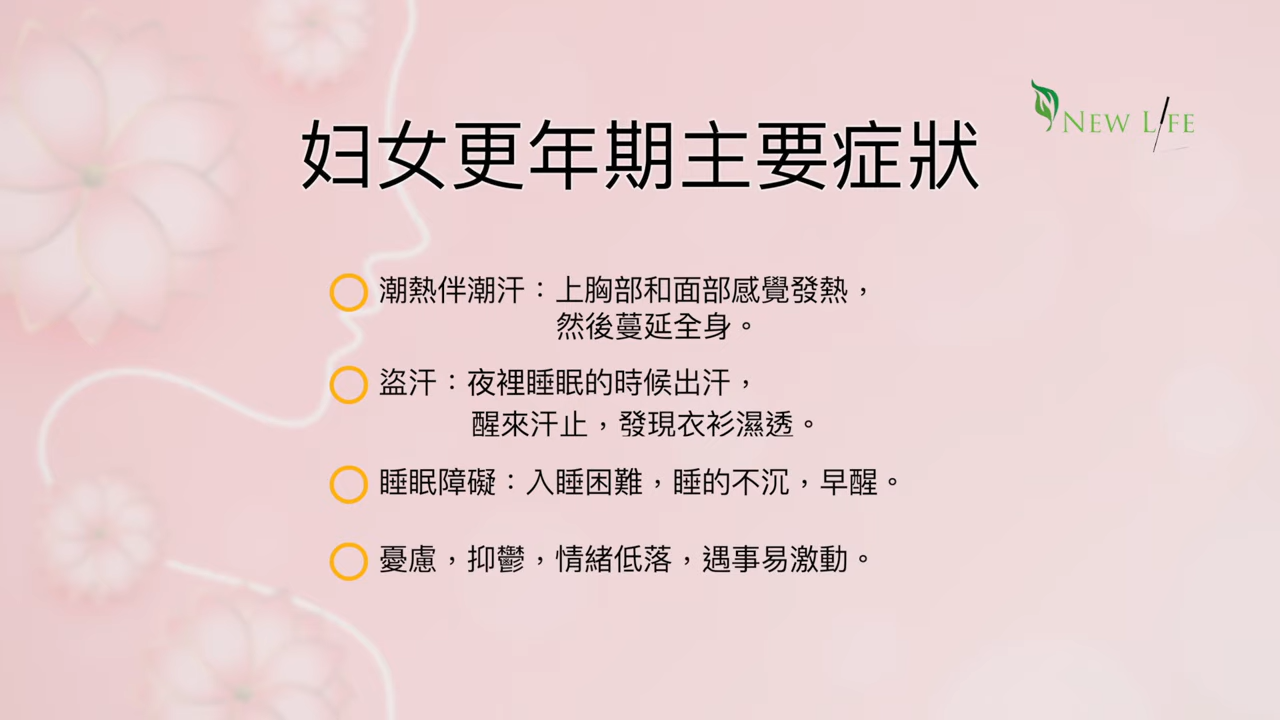 NEW LIFE
妇女更年期主要症狀
潮熱伴潮汗：上胸部和面部感覺發熱，
然後蔓延全身。
盜汗：夜裡睡眠的時候出汗，
醒來汗止，發現衣衫濕透。
睡眠障礙：入睡困難，睡的不沉，早醒。
憂慮，抑鬱，情緒低落，遇事易激動。